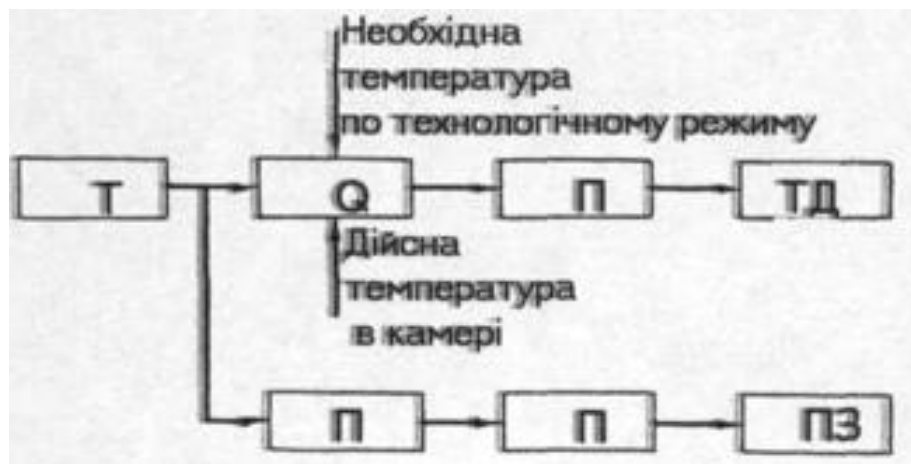 Необхідна
температура
по технологічному режиму
Т
Q
П
ТД
Дійсна
температура
в камері
П
П
ПЗ